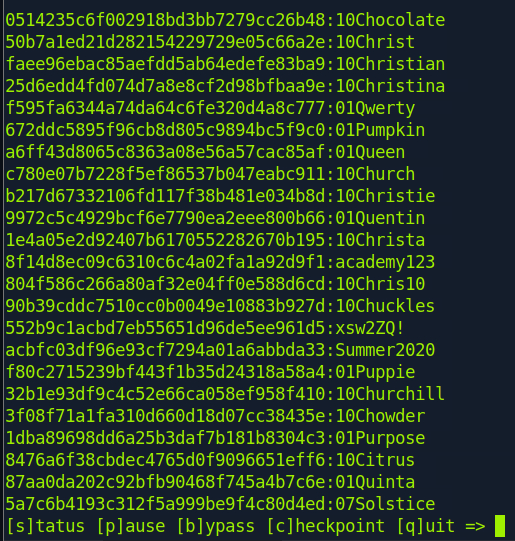 0514235c6f002918bd3bb7279cc26b48:10Chocolate
50b7a1ed21d282154229729e05c66a2e:10Christ
faee96ebac85aefdd5ab64edefe83ba9:10Christian
25d6edd4fd074d7a8e8cf2d98bfbaa9e:10Christina
f595fa6344a74da64c6fe320d4a8c777:01Qwerty
672ddc5895f96cb8d805c9894bc5f9c0:01Pumpkin
a6ff43d8065c8363a08e56a57cac85af:01Queen
c780e07b7228f5ef86537b047eabc911:10Church
b217d67332106fd117f38b481e034b8d:10Christie
9972c5c4929bcf6e7790ea2eee800b66:01Quentin
1e4a05e2d92407b6170552282670b195:10Christa
8f14d8ec09c6310c6c4a02fa1a92d9f1:academy123
804f586c266a80af32e04ff0e588d6cd:10Chris10
90b39cddc7510cc0b0049e10883b927d:10Chuckles
552b9c1acbd7eb55651d96de5ee961d5:xsw2ZQ!
acbfc03df96e93cf7294a01a6abbda33:Summer2020
f80c2715239bf443f1b35d24318a58a4:01Puppie
32b1e93df9c4c52e66ca058ef958f410:10Churchill
3f08f71a1fa310d660d18d07cc38435e:10Chowder
1dba89698dd6a25b3daf7b181b8304c3:01Purpose
8476a6f38cbdec4765d0f9096651eff6:10Citrus
87aa0da202c92bfb90468f745a4b7c6e:01Quinta
5a7c6b4193c312f5a999be9f4c80d4ed:07Solstice
[s]tatus [p]ause [b]ypass [c]heckpoint [q]uit =>